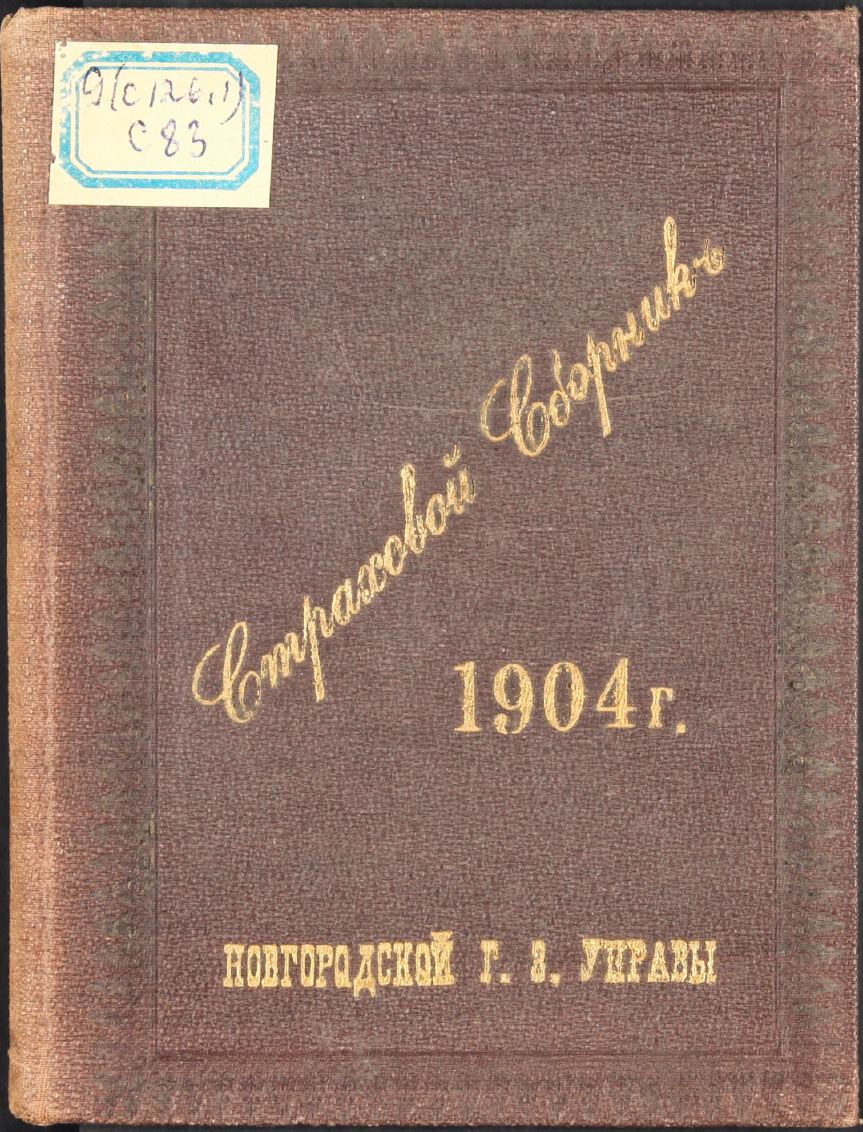 9(с126.1)
С83
Страховой Сборникъ
1904 г.
НОВГОРОДСКОЙ Г. З. УПРАВЫ